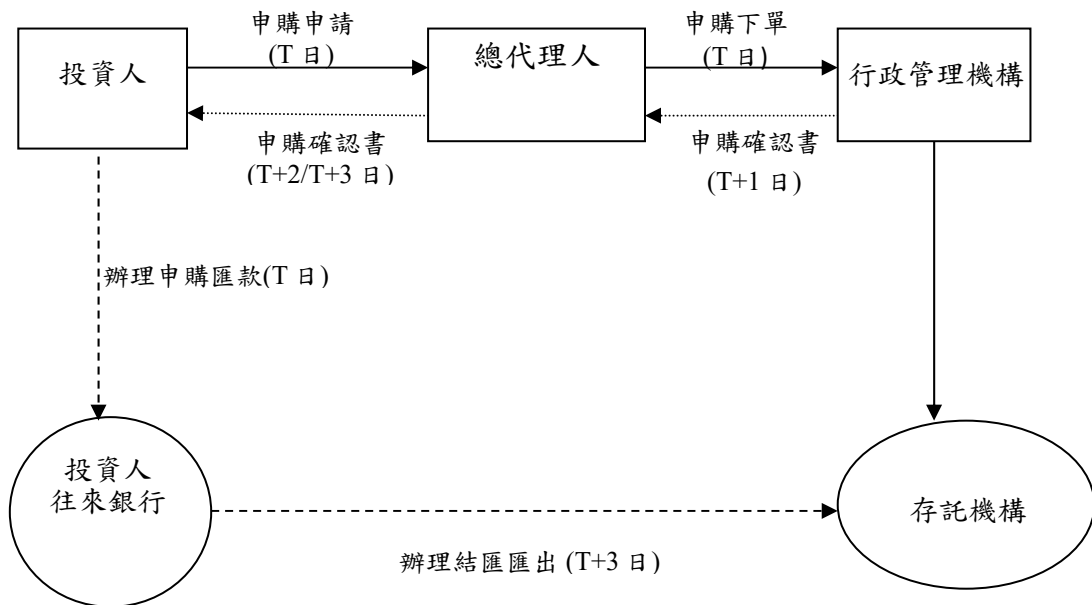 申購申請
(T 日)
申購下單
(T 日)
投資人
總代理人
行政管理機構
申購確認書
(T+2/T+3 日)
申購確認書
(T+1 日)
辦理申購匯款(T 日)
投資人
往來銀行
存託機構
辦理結匯匯出 (T+3 日)